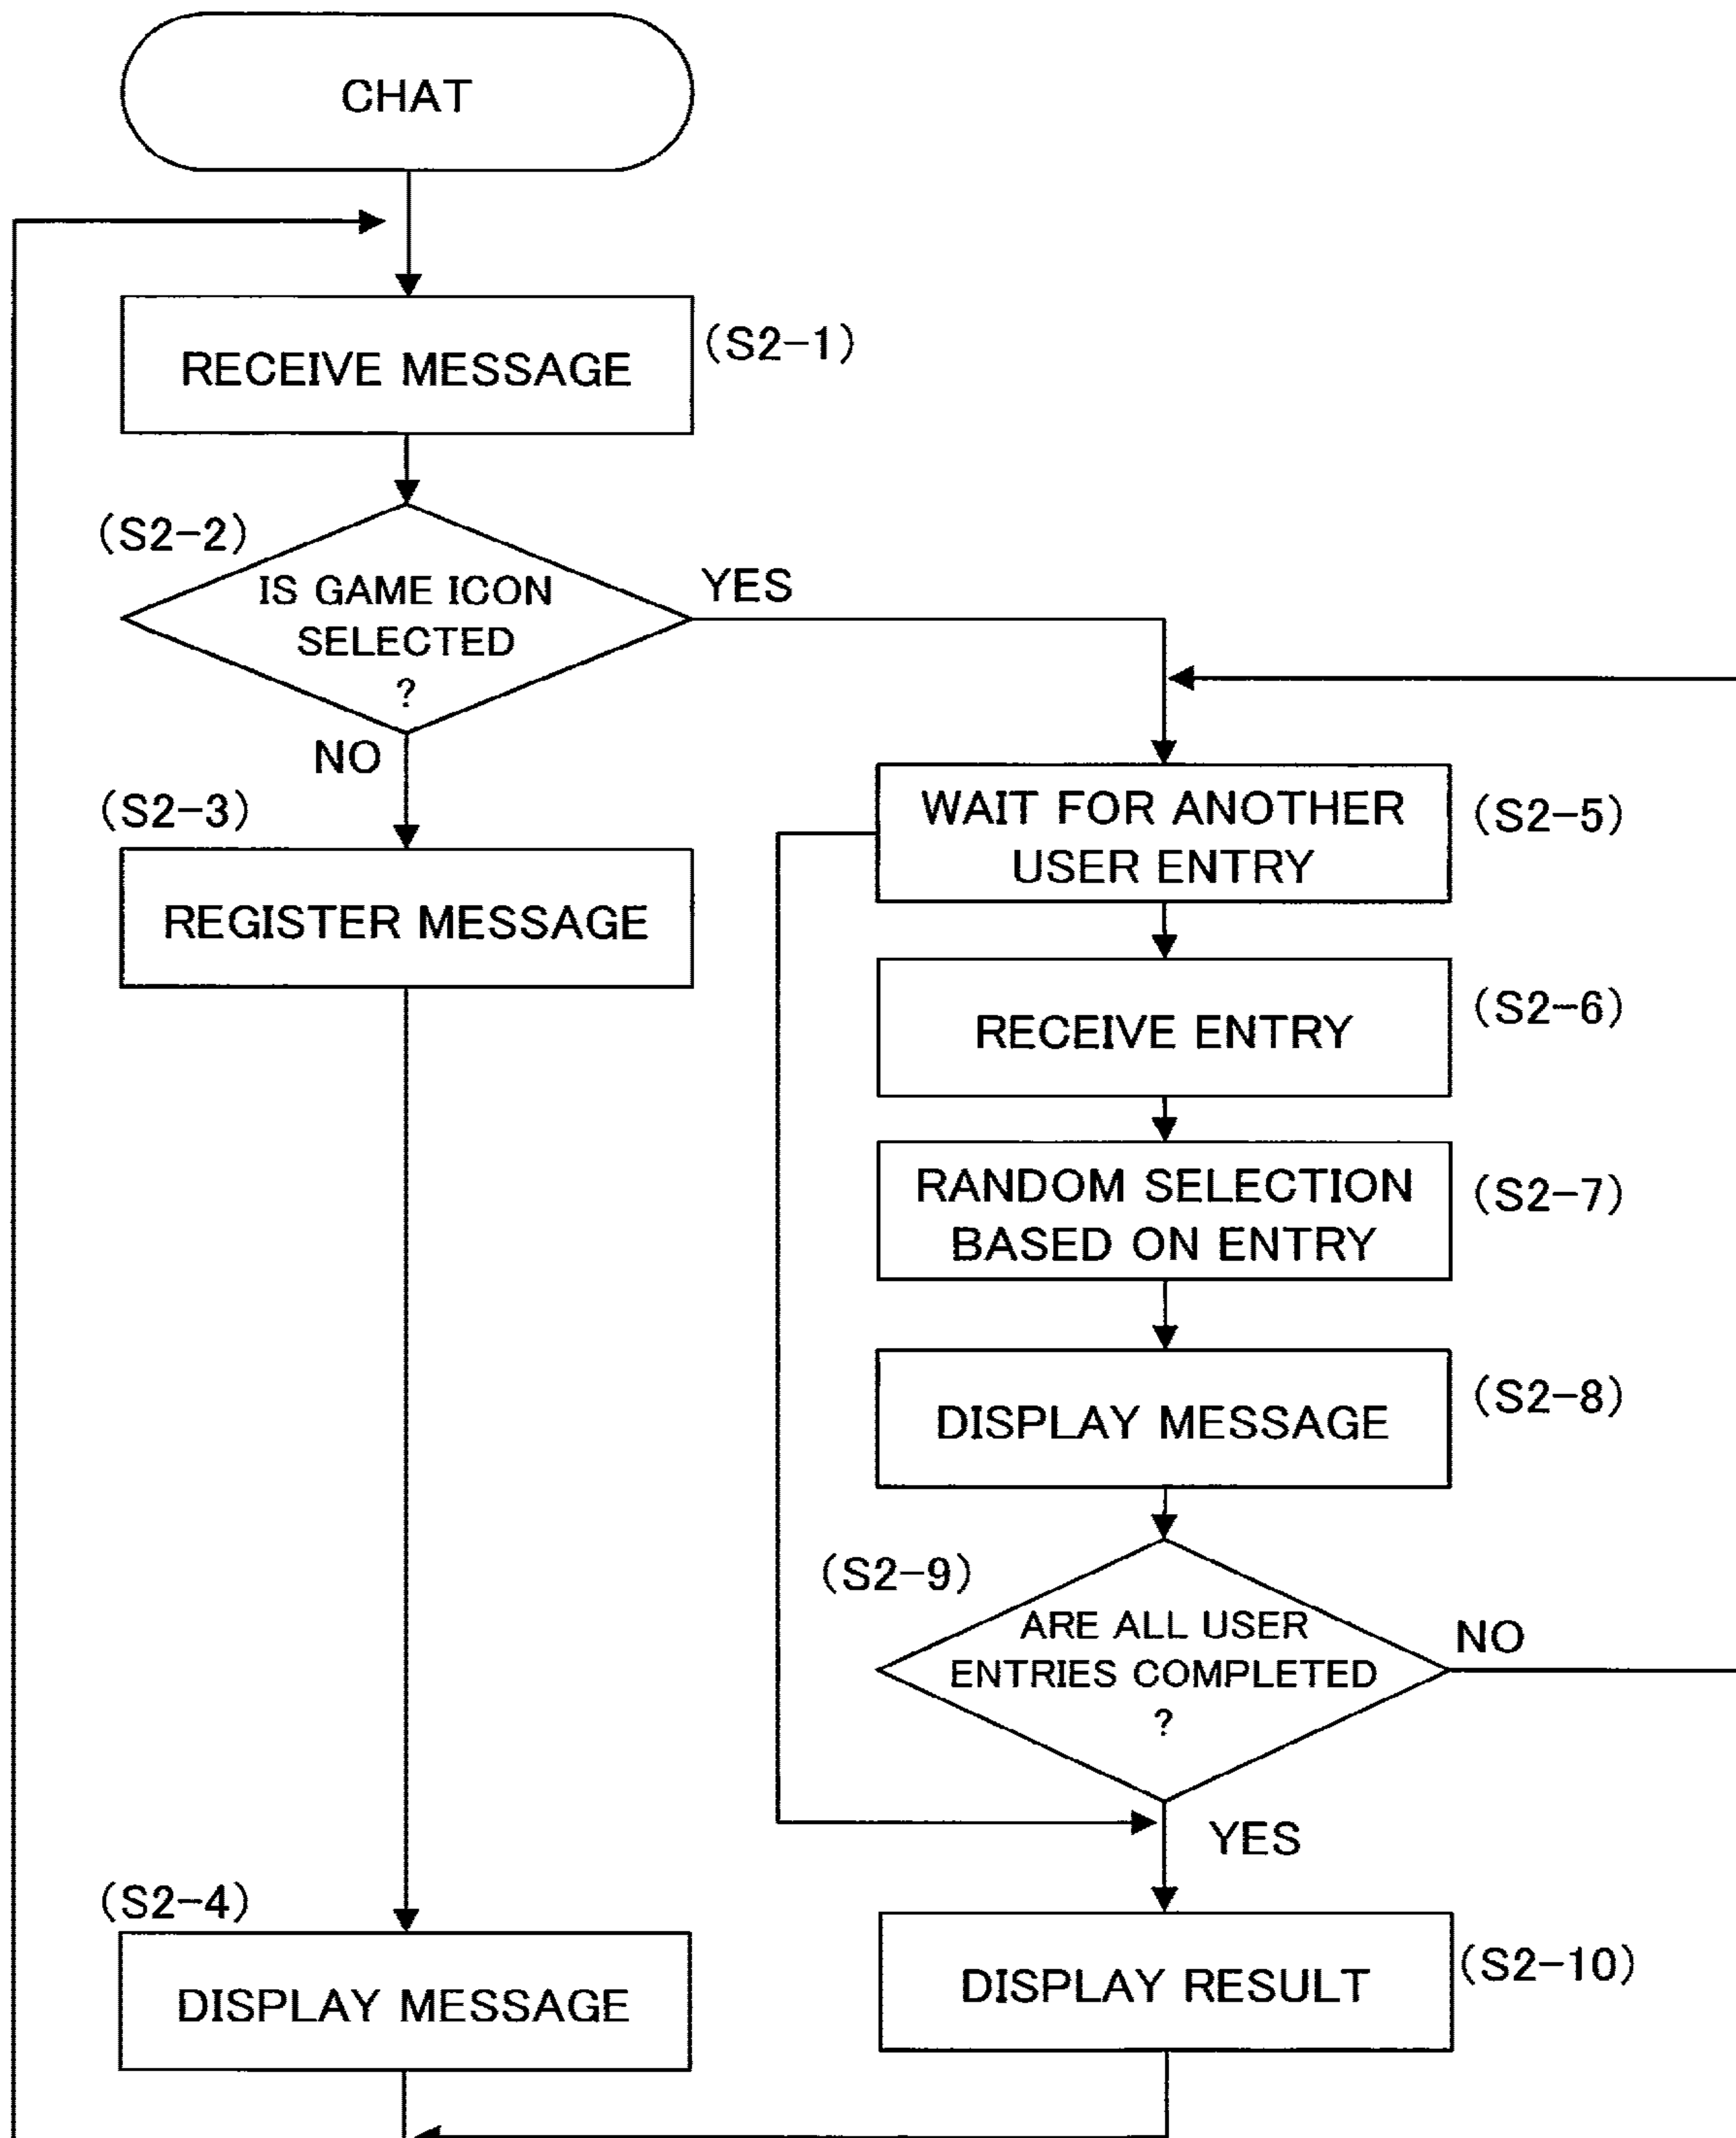 CHAT
RECEIVE MESSAGE
(S2-1)
(S2-2)
IS GAME ICON
SELECTED
?
YES
NO
(S2-3)
REGISTER MESSAGE
WAIT FOR ANOTHER
USER ENTRY
(S2-5)
RECEIVE ENTRY
(S2-6)
RANDOM SELECTION
BASED ON ENTRY
(S2-7)
DISPLAY MESSAGE
(S2-8)
(S2-9)
ARE ALL USER
ENTRIES COMPLETED
?
NO
YES
(S2-4)
DISPLAY MESSAGE
DISPLAY RESULT
(S2-10)